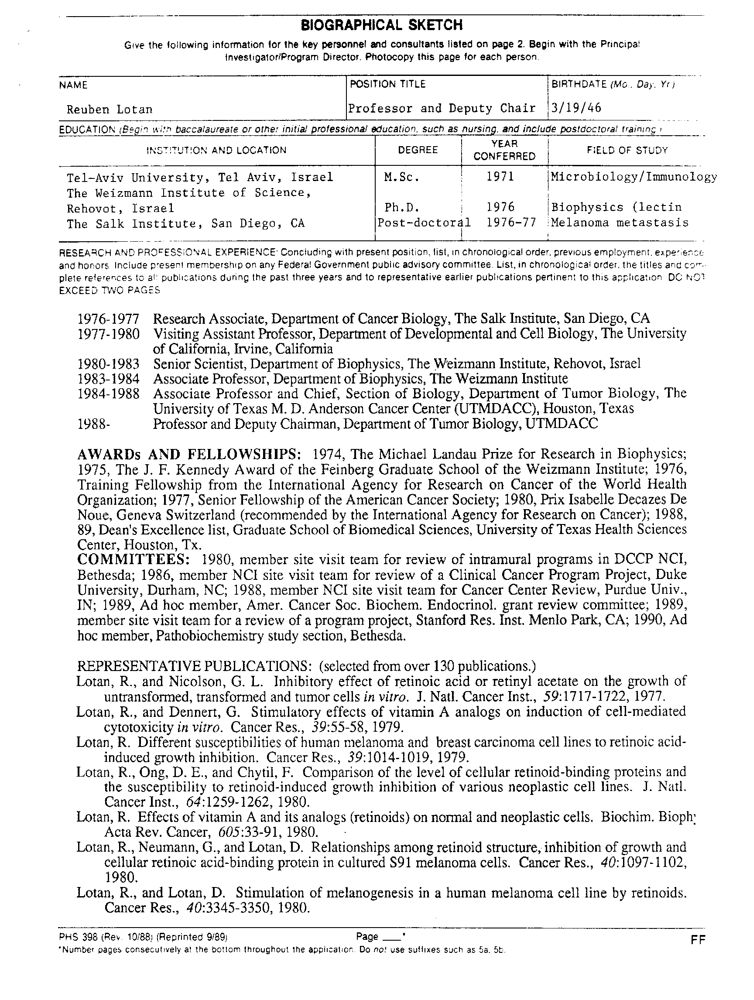 BIOGRAPHICAL SKETCH
Give the following information for the key personnel and consultants listed on page 2. Begin with the Principal
Investigator/Program Director. Photocopy this page for each person.
NAME
POSITION TITLE
BIRTHDATE (Mo., Day, Yr.)
Reuben Lotan
Professor and Deputy Chair
3/19/46
EDUCATION (Begin with baccalaureate or other initial professional education, such as nursing, and include postdoctoral training.)
INSTITUTION AND LOCATION
DEGREE
YEAR
CONFERRED
FIELD OF STUDY
Tel-Aviv University, Tel Aviv, Israel M.Sc. 1971 Microbiology/Immunology
The Weizmann Institute of Science,
Rehovot, Israel Ph.D. 1976 Biophysics (lectin
The Salk Institute, San Diego, CA Post-doctoral 1976-77 Melanoma metastasis
RESEARCH AND PROFESSIONAL EXPERIENCE: Concluding with present position, list, in chronological order, previous employment, experience
and honors. Include present membership on any Federal Government public advisory committee. List, in chronological order, the titles and com-
plete references to all publications during the past three years and to representative earlier publications pertinent to this application. DO NOT
EXCEED TWO PAGES
1976-1977 Research Associate, Department of Cancer Biology, The Salk Institute, San Diego, CA
1977-1980 Visiting Assistant Professor, Department of Developmental and Cell Biology, The University
of California, Irvine, California
1980-1983 Senior Scientist, Department of Biophysics, The Weizmann Institute, Rehovot, Israel
1983-1984 Associate Professor, Department of Biophysics, The Weizmann Institute
1984-1988 Associate Professor and Chief, Section of Biology, Department of Tumor Biology, The
University of Texas M. D. Anderson Cancer Center (UTMDACC), Houston, Texas
1988- Professor and Deputy Chairman, Department of Tumor Biology, UTMDACC
AWARDs AND FELLOWSHIPS: 1974, The Michael Landau Prize for Research in Biophysics;
1975, The J. F. Kennedy Award of the Feinberg Graduate School of the Weizmann Institute; 1976,
Training Fellowship from the International Agency for Research on Cancer of the World Health
Organization; 1977, Senior Fellowship of the American Cancer Society; 1980, Prix Isabelle Decazes De
Noue, Geneva Switzerland (recommended by the International Agency for Research on Cancer); 1988,
89, Dean's Excellence list, Graduate School of Biomedical Sciences, University of Texas Health Sciences
Center, Houston, Tx.
COMMITTEES: 1980, member site visit team for review of intramural programs in DCCP NCI,
Bethesda; 1986, member NCI site visit team for review of a Clinical Cancer Program Project, Duke
University, Durham, NC; 1988, member NCI site visit team for Cancer Center Review, Purdue Univ.,
IN; 1989, Ad hoc member, Amer. Cancer Soc. Biochem. Endocrinol. grant review committee; 1989,
member site visit team for a review of a program project, Stanford Res. Inst. Menlo Park, CA; 1990, Ad
hoc member, Pathobiochemistry study section, Bethesda.
REPRESENTATIVE PUBLICATIONS: (selected from over 130 publications.)
Lotan, R., and Nicolson, G. L. Inhibitory effect of retinoic acid or retinyl acetate on the growth of
untransformed, transformed and tumor cells in vitro. J. Natl. Cancer Inst., 59:1717-1722, 1977.
Lotan, R., and Dennert, G. Stimulatory effects of vitamin A analogs on induction of cell-mediated
cytotoxicity in vitro. Cancer Res., 39:55-58, 1979.
Lotan, R. Different susceptibilities of human melanoma and breast carcinoma cell lines to retinoic acid-
induced growth inhibition. Cancer Res., 39:1014-1019, 1979.
Lotan, R., Ong, D. E., and Chytil, F. Comparison of the level of cellular retinoid-binding proteins and
the susceptibility to retinoid-induced growth inhibition of various neoplastic cell lines. J. Natl.
Cancer Inst., 64:1259-1262, 1980.
Lotan, R. Effects of vitamin A and its analogs (retinoids) on normal and neoplastic cells. Biochim. Bioph
Acta Rev. Cancer, 605:33-91, 1980.
Lotan, R., Neumann, G., and Lotan, D. Relationships among retinoid structure, inhibition of growth and
cellular retinoic acid-binding protein in cultured S91 melanoma cells. Cancer Res., 40:1097-1102,
1980.
Lotan, R., and Lotan, D. Stimulation of melanogenesis in a human melanoma cell line by retinoids.
Cancer Res., 40:3345-3350, 1980.
PHS 398 (Rev. 10/88) (Reprinted 9/89) Page ___* FF
*Number pages consecutively at the bottom throughout the application. Do not use suffixes such as 5a, 5b.